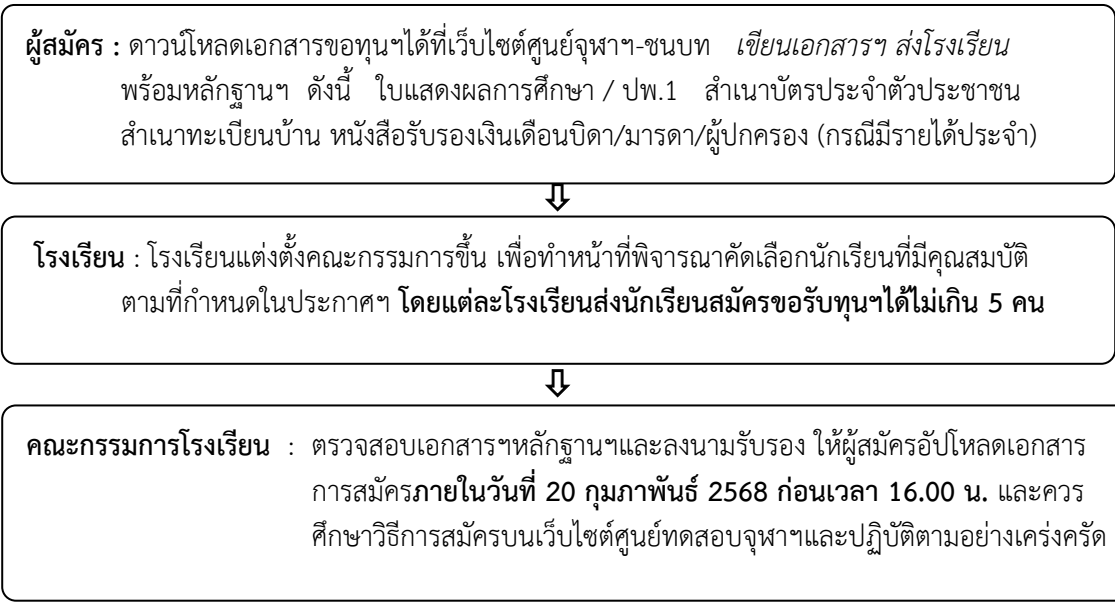 ผู้สมัคร : ดาวน์โหลดเอกสารขอทุนฯได้ที่เว็บไซต์ศูนย์จุฬาฯ-ชนบท เขียนเอกสารฯ ส่งโรงเรียน
พร้อมหลักฐานฯ ดังนี้ ใบแสดงผลการศึกษา / ปพ.1 สำเนาบัตรประจำตัวประชาชน
สำเนาทะเบียนบ้าน หนังสือรับรองเงินเดือนบิดา/มารดา/ผู้ปกครอง (กรณีมีรายได้ประจำ)
โรงเรียน : โรงเรียนแต่งตั้งคณะกรรมการขึ้น เพื่อทำหน้าที่พิจารณาคัดเลือกนักเรียนที่มีคุณสมบัติ
ตามที่กำหนดในประกาศฯ โดยแต่ละโรงเรียนส่งนักเรียนสมัครขอรับทุนฯได้ไม่เกิน 5 คน
คณะกรรมการโรงเรียน : ตรวจสอบเอกสารฯหลักฐานฯและลงนามรับรอง ให้ผู้สมัครอัปโหลดเอกสาร
การสมัครภายในวันที่ 20 กุมภาพันธ์ 2568 ก่อนเวลา 16.00 น. และควร
ศึกษาวิธีการสมัครบนเว็บไซต์ศูนย์ทดสอบจุฬาฯและปฏิบัติตามอย่างเคร่งครัด